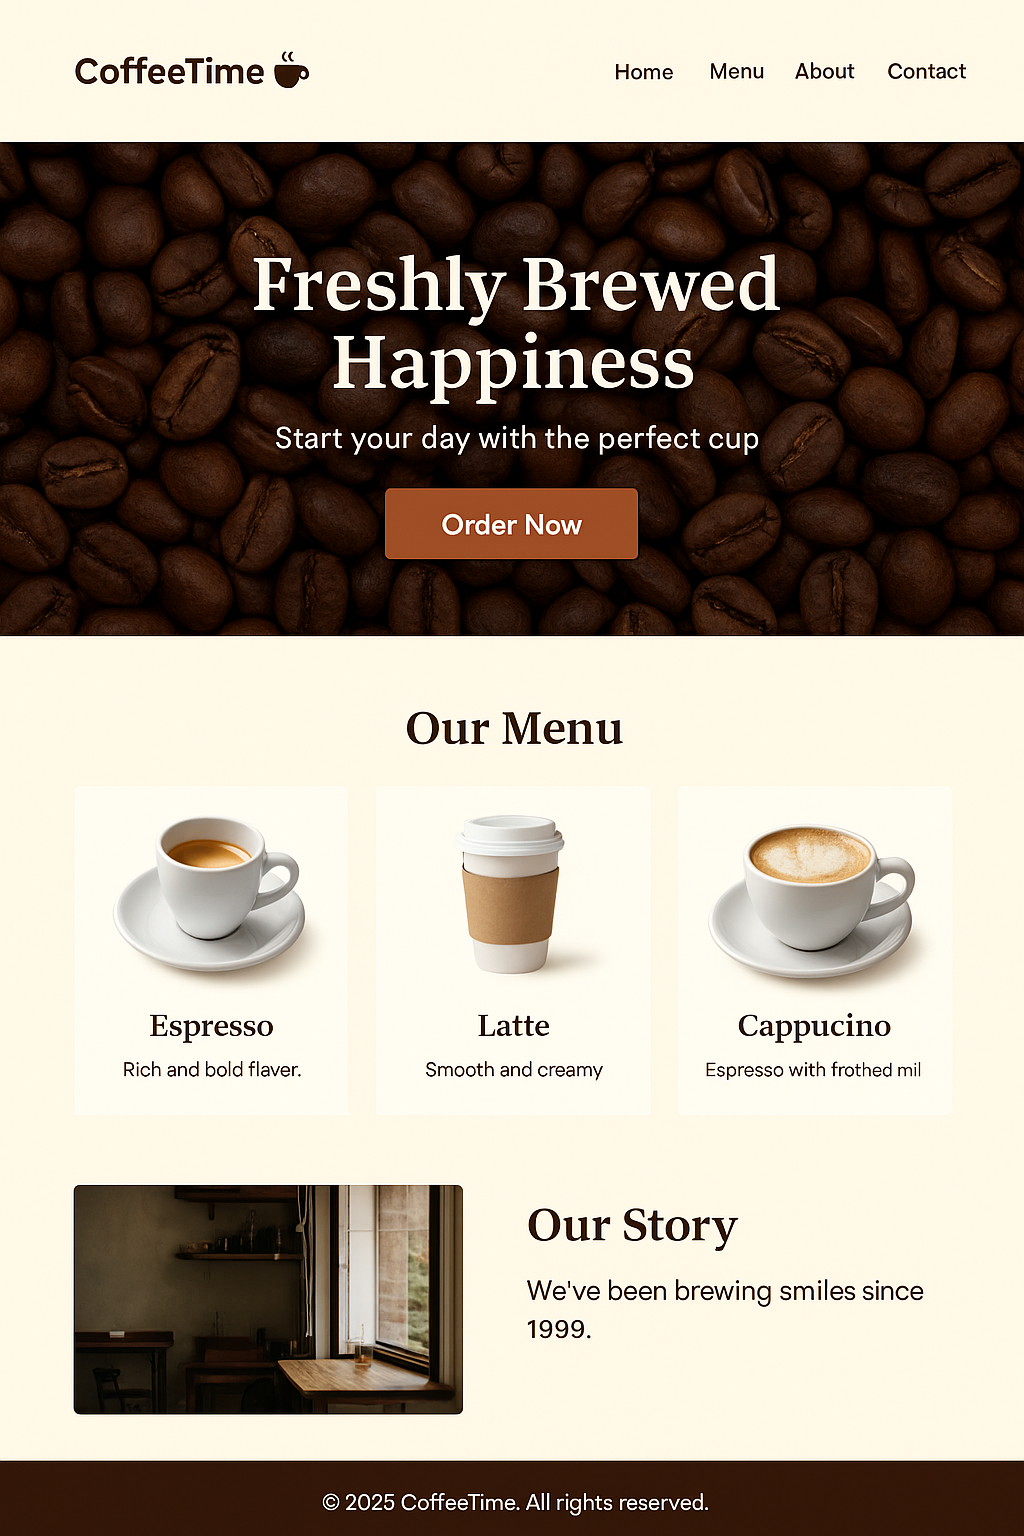 CoffeeTime
Home Menu About Contact
Freshly Brewed
Happiness
Start your day with the perfect cup
Order Now
Our Menu
Espresso
Rich and bold flaver.
Latte
Smooth and creamy
Cappucino
Espresso with frothed mil
Our Story
We've been brewing smiles since
1999.
© 2025 CoffeeTime. All rights reserved.